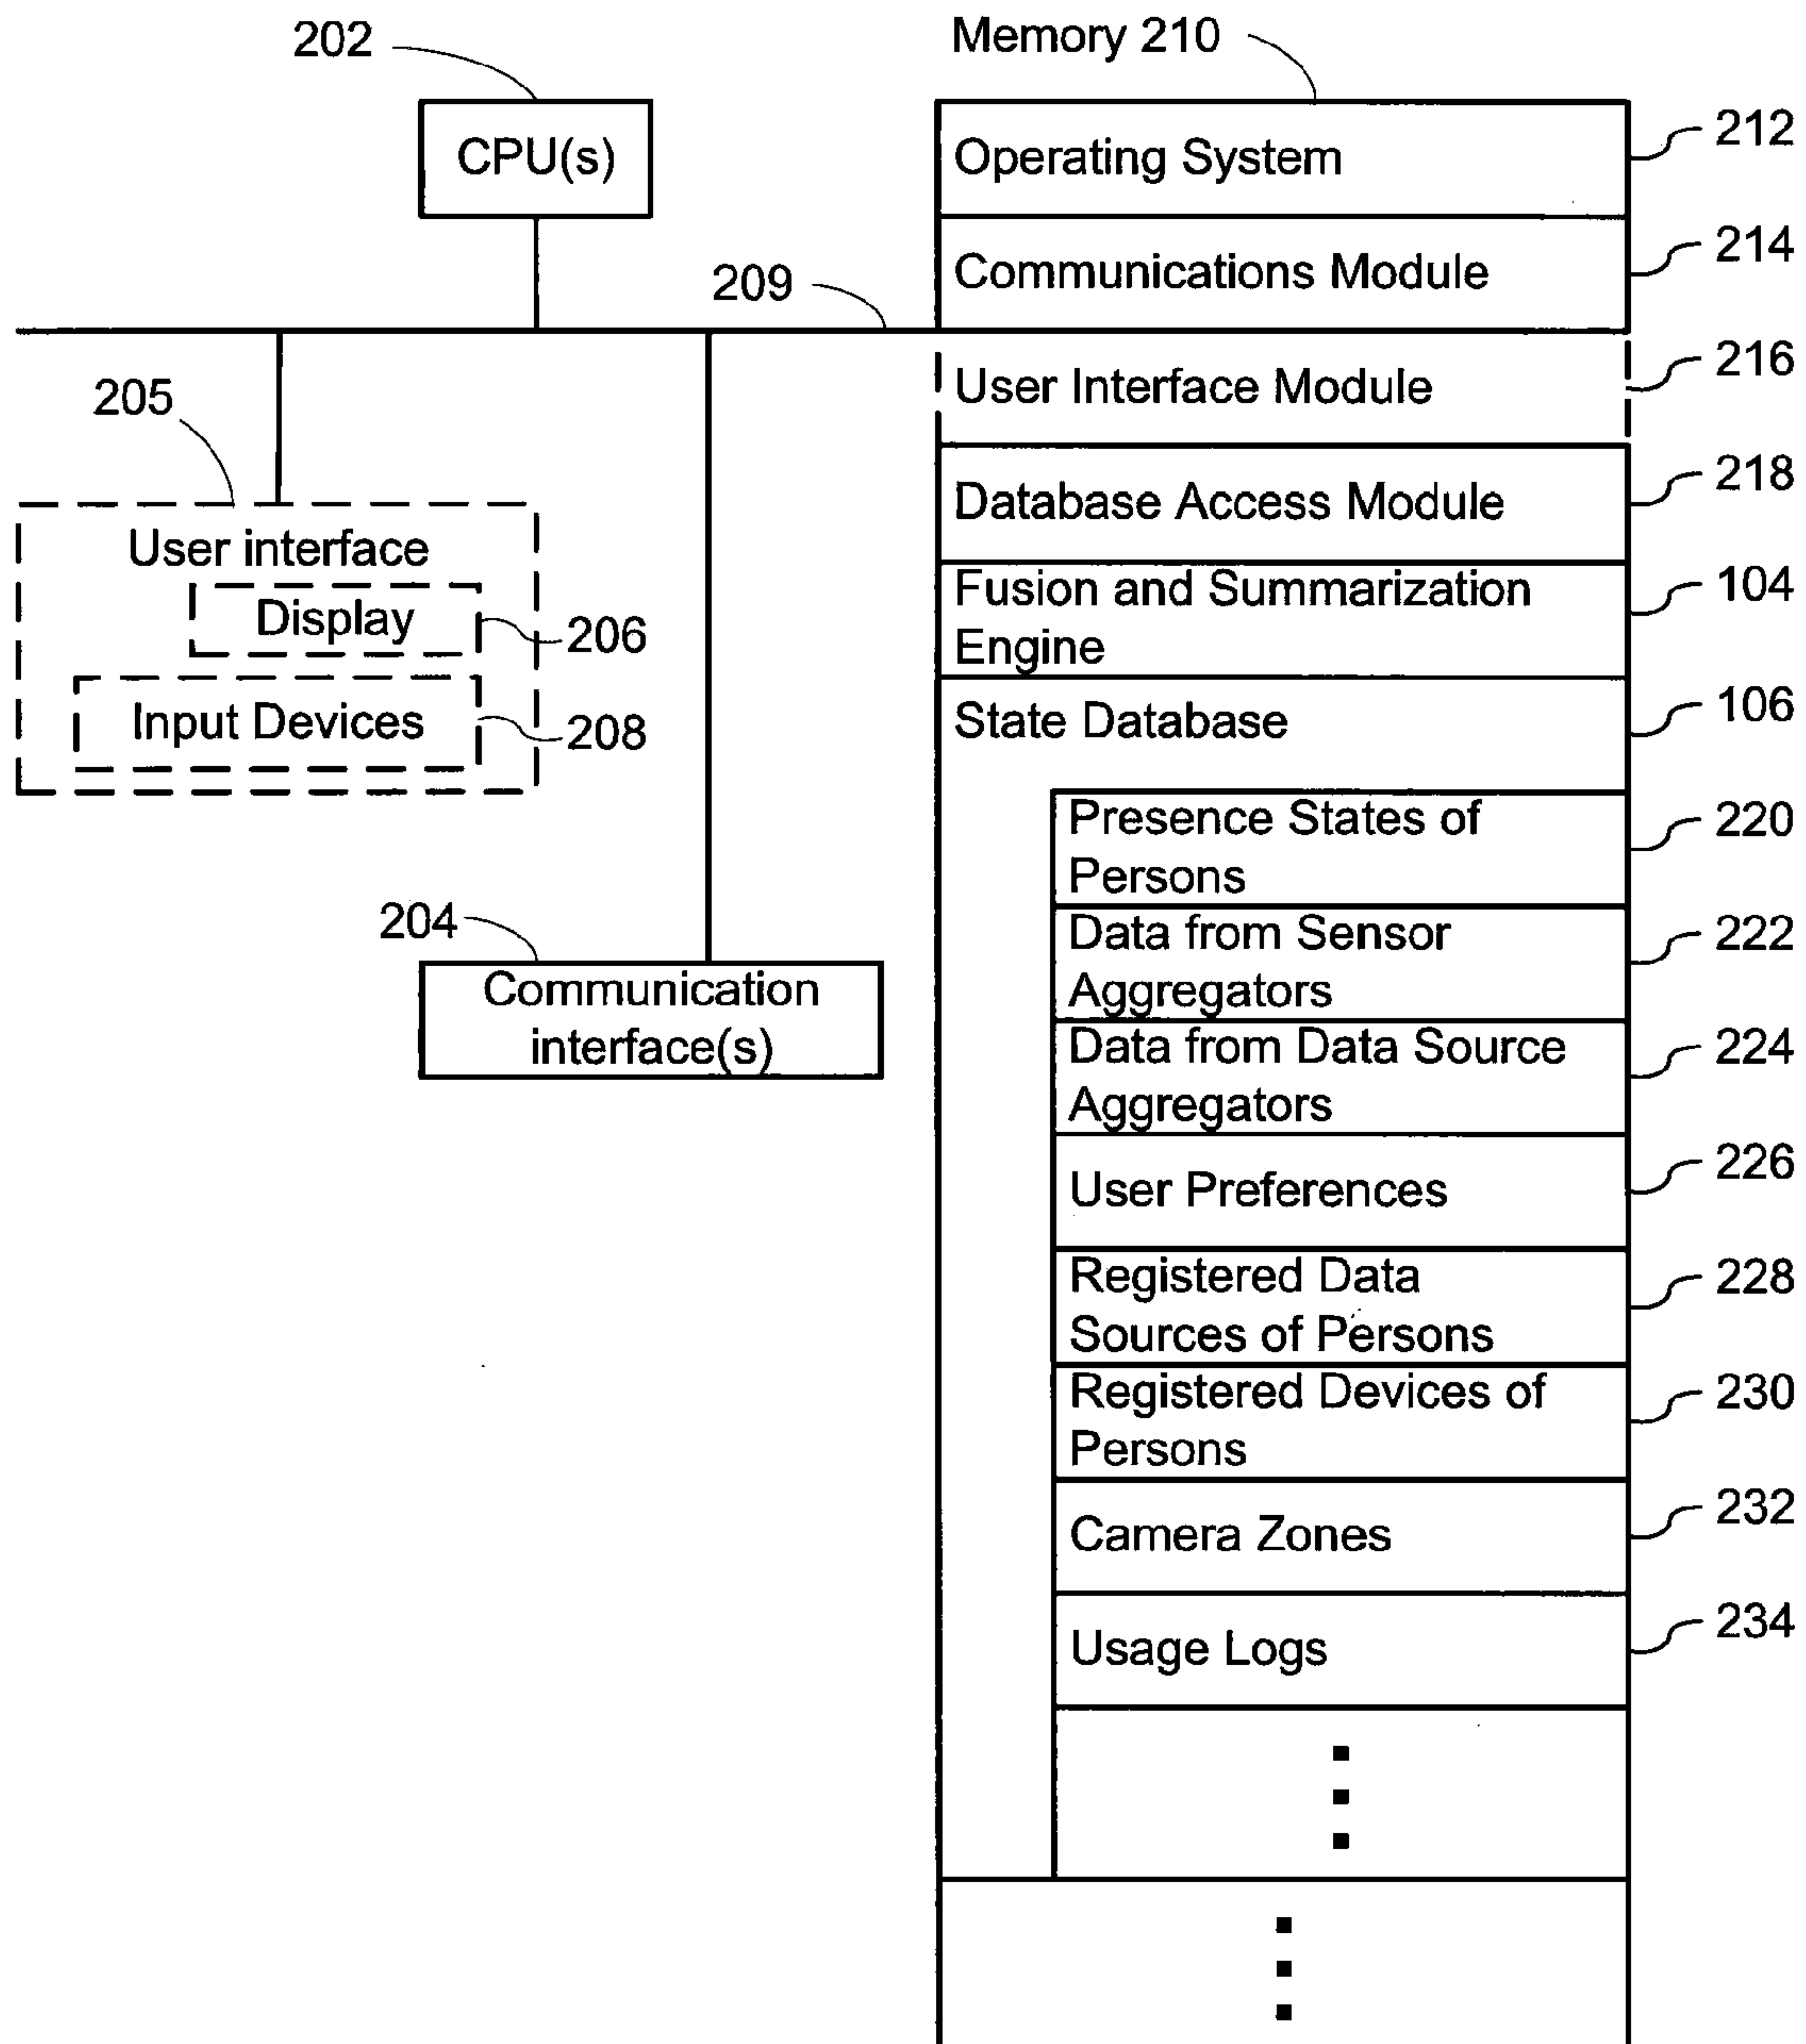 202
Memory 210
CPU(s)
Operating System
212
Communications Module
214
209
User Interface Module
216
205
Database Access Module
218
User interface
Display
206
Input Devices
208
Fusion and Summarization
Engine
104
State Database
106
Presence States of
Persons
220
204
Communication
interface(s)
Data from Sensor
Aggregators
222
Data from Data Source
Aggregators
224
User Preferences
226
Registered Data
Sources of Persons
228
Registered Devices of
Persons
230
Camera Zones
232
Usage Logs
234